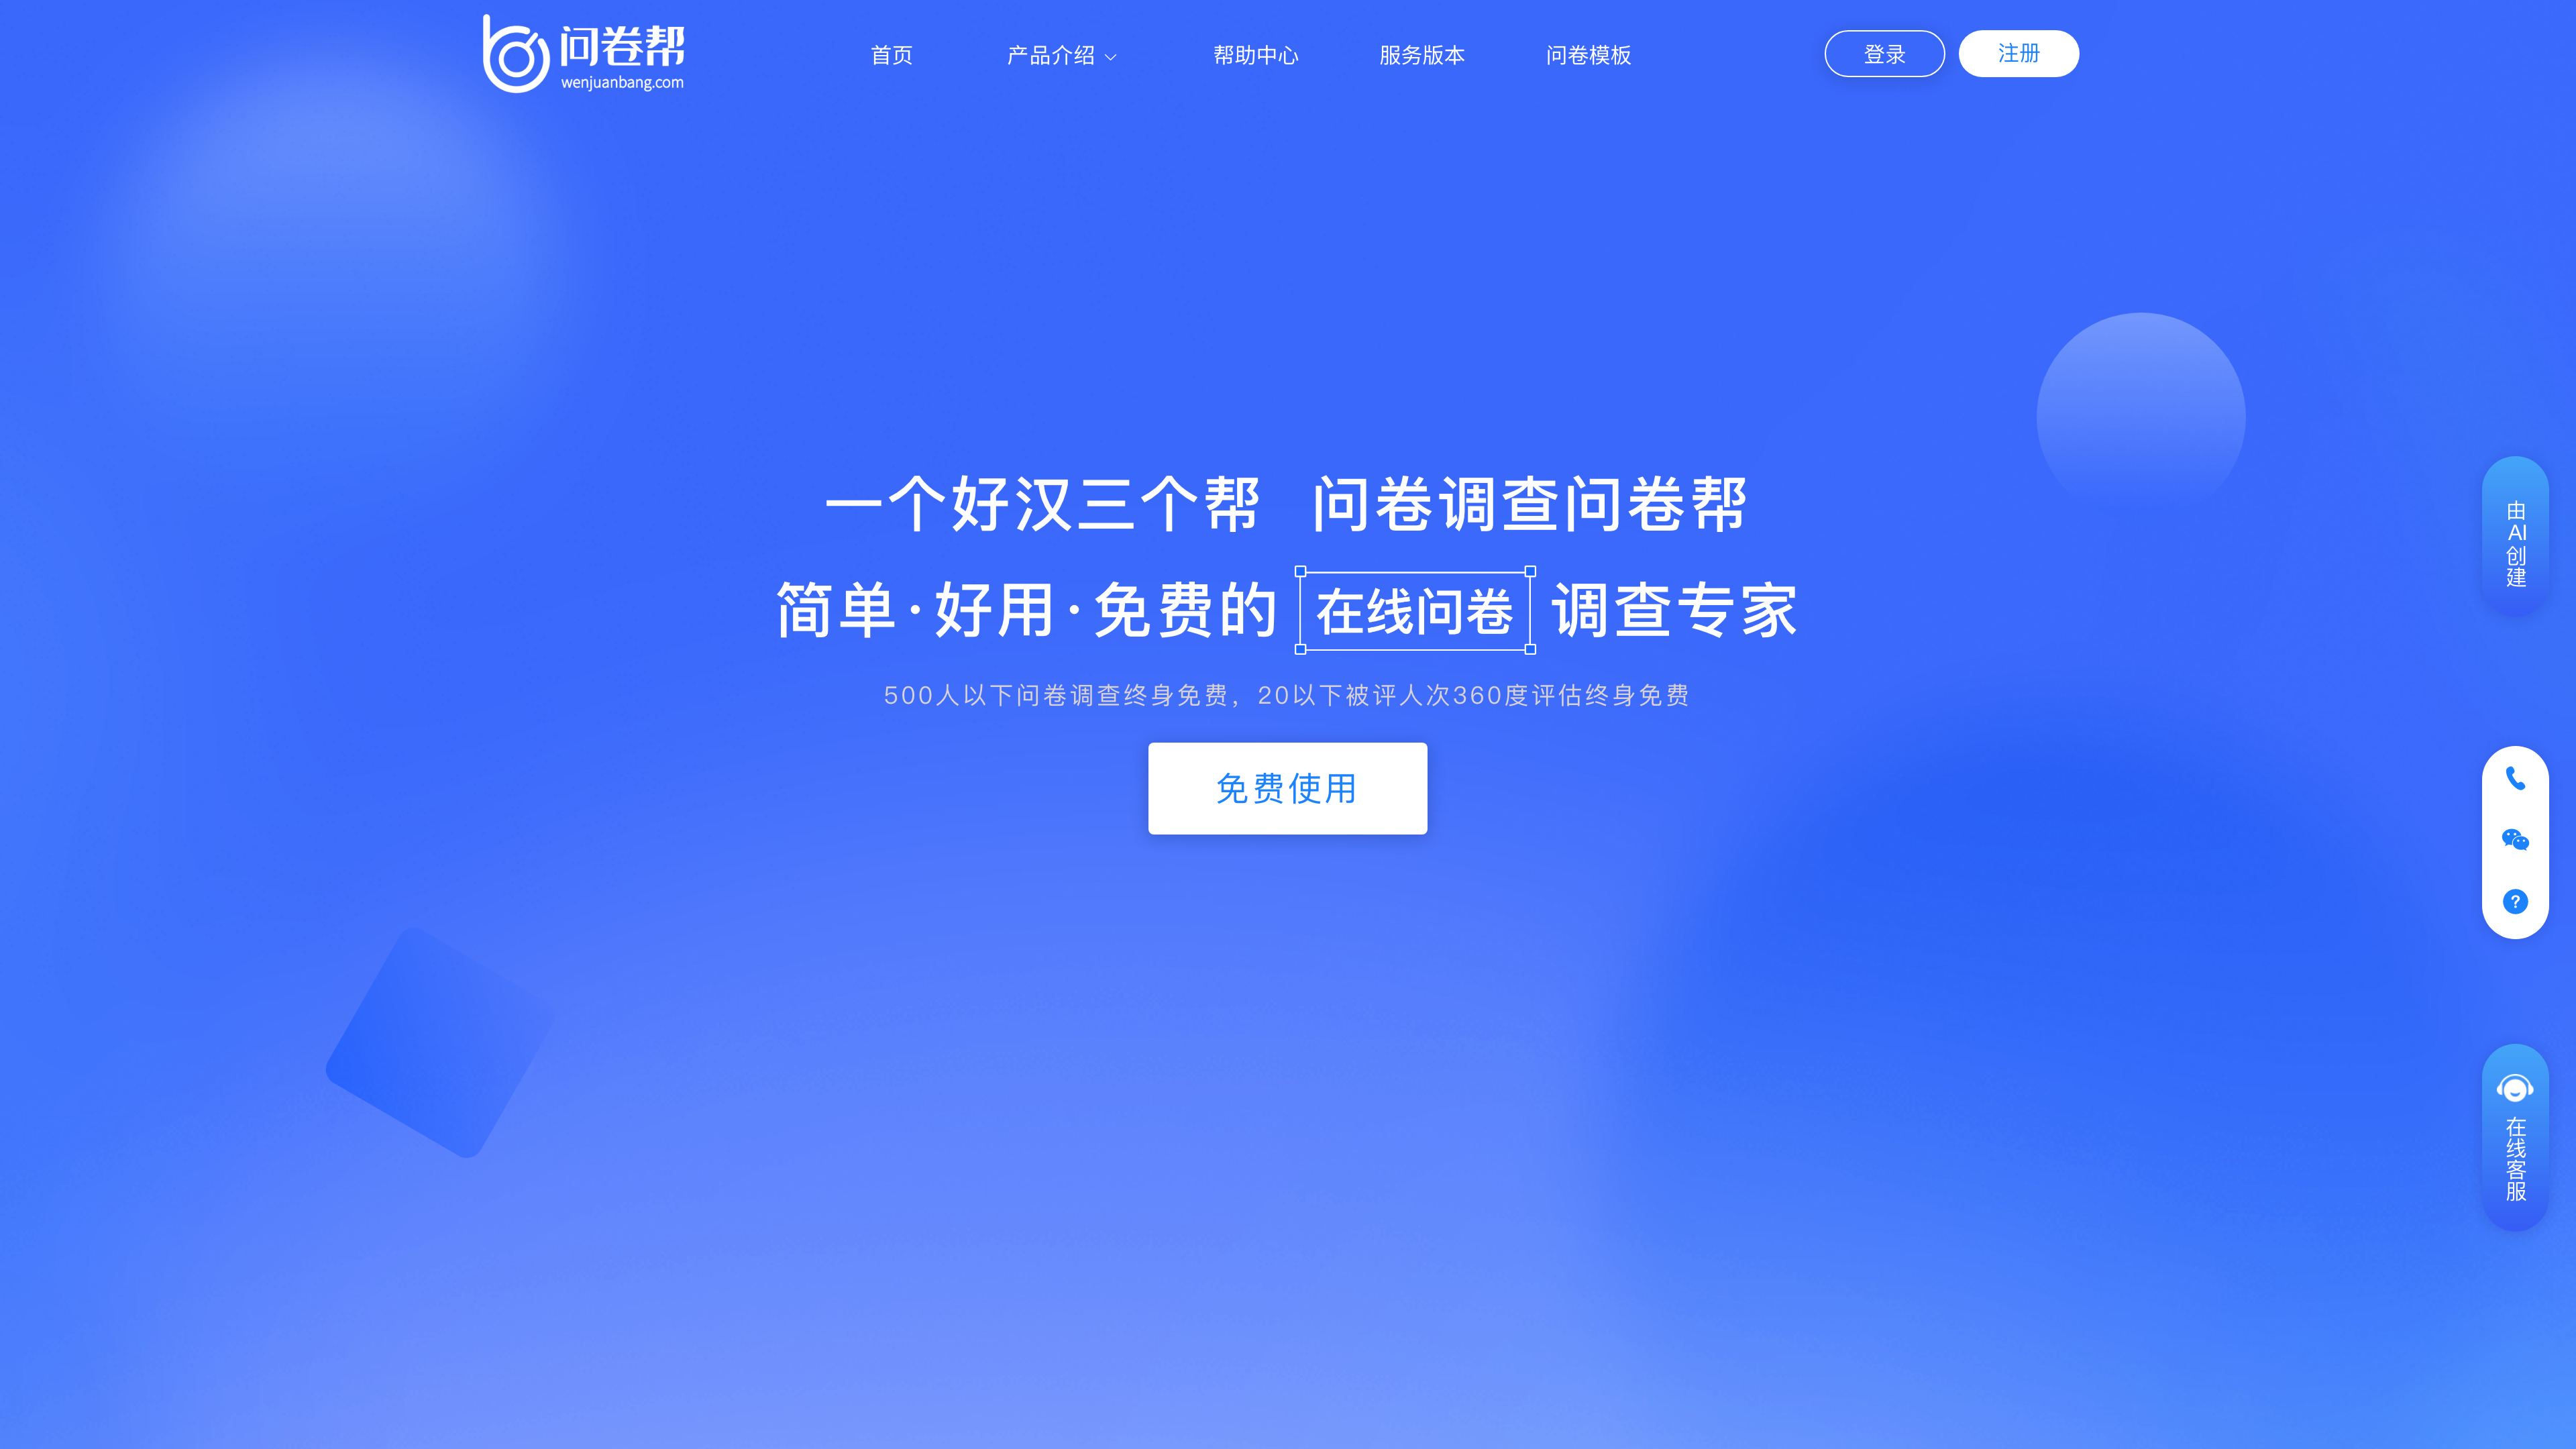 问卷帮
wenjuanbang.com
首页
产品介绍
帮助中心
服务版本
问卷模板
登录
注册
一个好汉三个帮 问卷调查问卷帮
简单·好用·免费的 在线问卷 调查专家
500人以下问卷调查终身免费，20以下被评人次360度评估终身免费
免费使用
由
AI
创
建
?
在
线
客
服